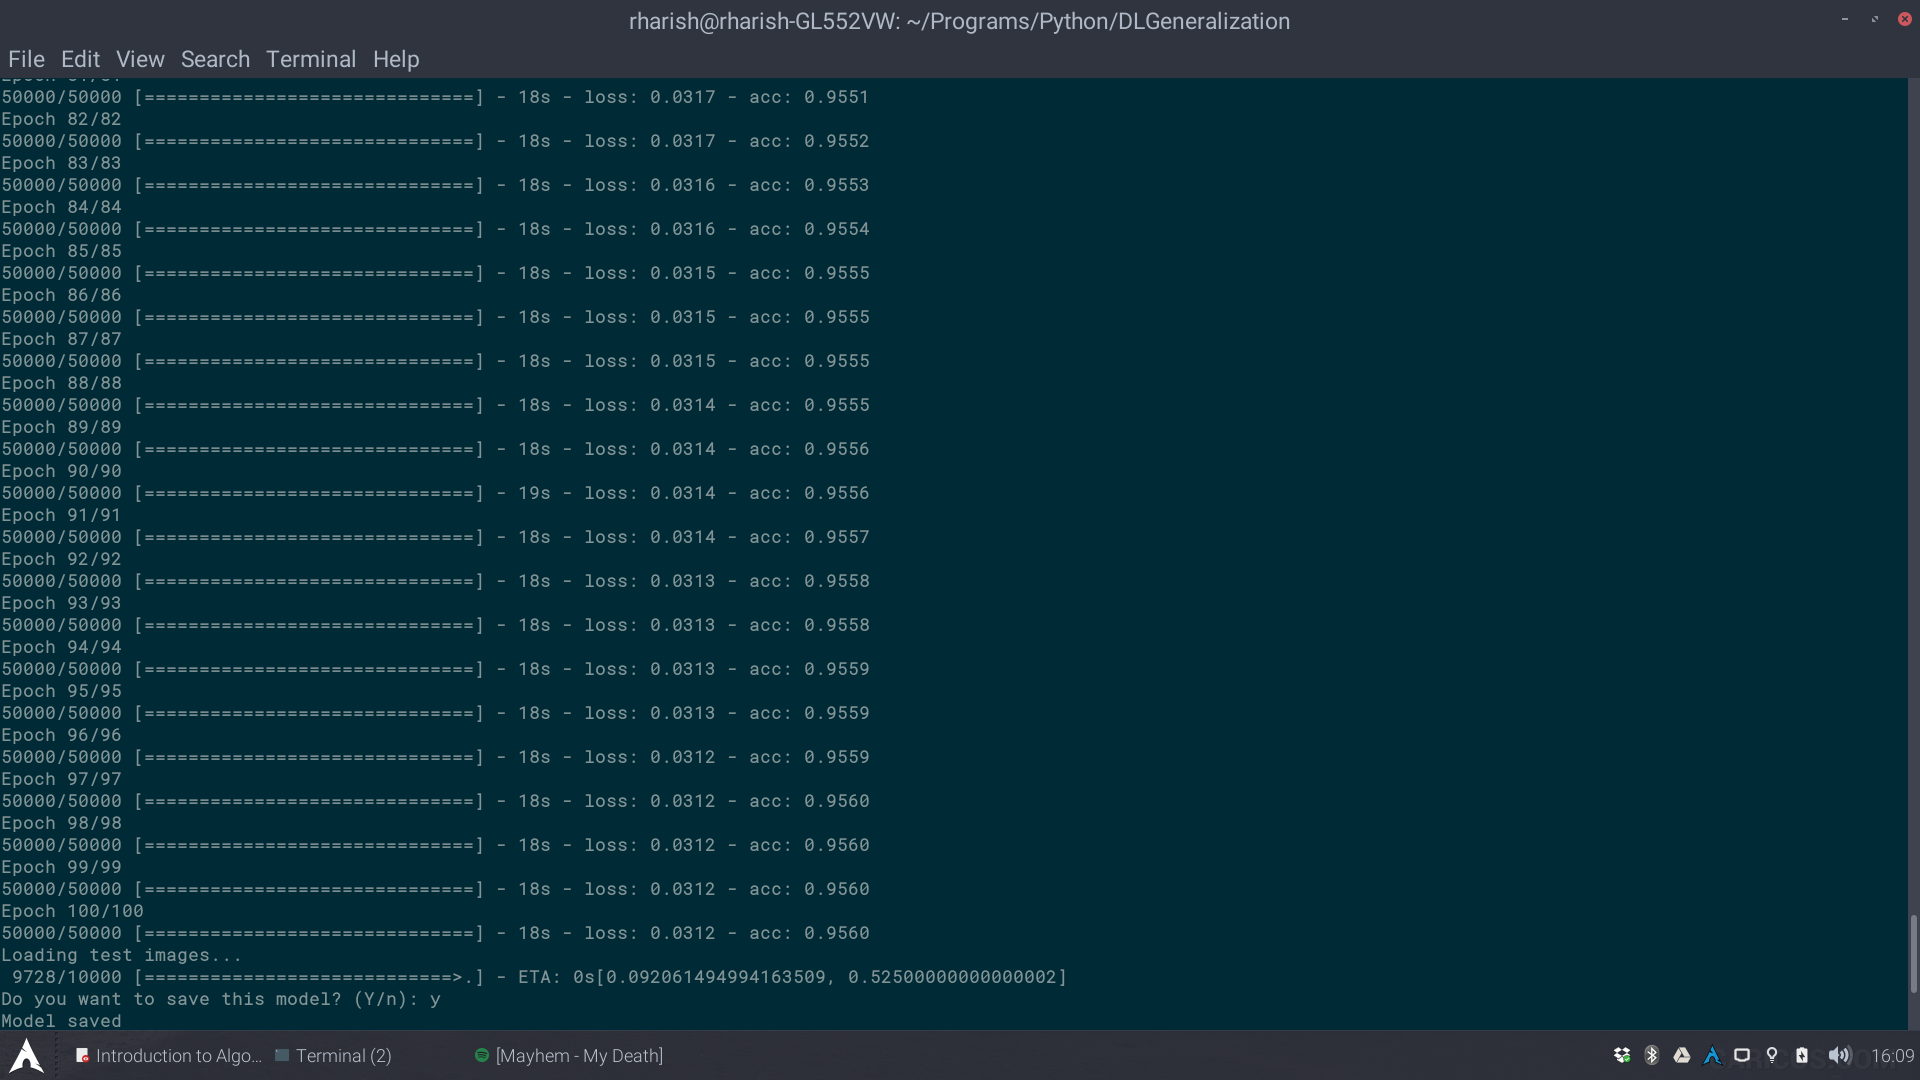 rharish@rharish-GL552VW: ~/Programs/Python/DLGeneralization
File Edit View Search Terminal Help
50000/50000 [==============================] - 18s - loss: 0.0317 - acc: 0.9551
Epoch 82/82
50000/50000 [==============================] - 18s - loss: 0.0317 - acc: 0.9552
Epoch 83/83
50000/50000 [==============================] - 18s - loss: 0.0316 - acc: 0.9553
Epoch 84/84
50000/50000 [==============================] - 18s - loss: 0.0316 - acc: 0.9554
Epoch 85/85
50000/50000 [==============================] - 18s - loss: 0.0315 - acc: 0.9555
Epoch 86/86
50000/50000 [==============================] - 18s - loss: 0.0315 - acc: 0.9555
Epoch 87/87
50000/50000 [==============================] - 18s - loss: 0.0315 - acc: 0.9555
Epoch 88/88
50000/50000 [==============================] - 18s - loss: 0.0314 - acc: 0.9555
Epoch 89/89
50000/50000 [==============================] - 18s - loss: 0.0314 - acc: 0.9556
Epoch 90/90
50000/50000 [==============================] - 19s - loss: 0.0314 - acc: 0.9556
Epoch 91/91
50000/50000 [==============================] - 18s - loss: 0.0314 - acc: 0.9557
Epoch 92/92
50000/50000 [==============================] - 18s - loss: 0.0313 - acc: 0.9558
Epoch 93/93
50000/50000 [==============================] - 18s - loss: 0.0313 - acc: 0.9558
Epoch 94/94
50000/50000 [==============================] - 18s - loss: 0.0313 - acc: 0.9559
Epoch 95/95
50000/50000 [==============================] - 18s - loss: 0.0313 - acc: 0.9559
Epoch 96/96
50000/50000 [==============================] - 18s - loss: 0.0312 - acc: 0.9559
Epoch 97/97
50000/50000 [==============================] - 18s - loss: 0.0312 - acc: 0.9560
Epoch 98/98
50000/50000 [==============================] - 18s - loss: 0.0312 - acc: 0.9560
Epoch 99/99
50000/50000 [==============================] - 18s - loss: 0.0312 - acc: 0.9560
Epoch 100/100
50000/50000 [==============================] - 18s - loss: 0.0312 - acc: 0.9560
Loading test images...
9728/10000 [============================>.] - ETA: 0s[0.092061494994163509, 0.52500000000000002]
Do you want to save this model? (Y/n): y
Model saved
Introduction to Algo... Terminal (2) [Mayhem - My Death] 16:09